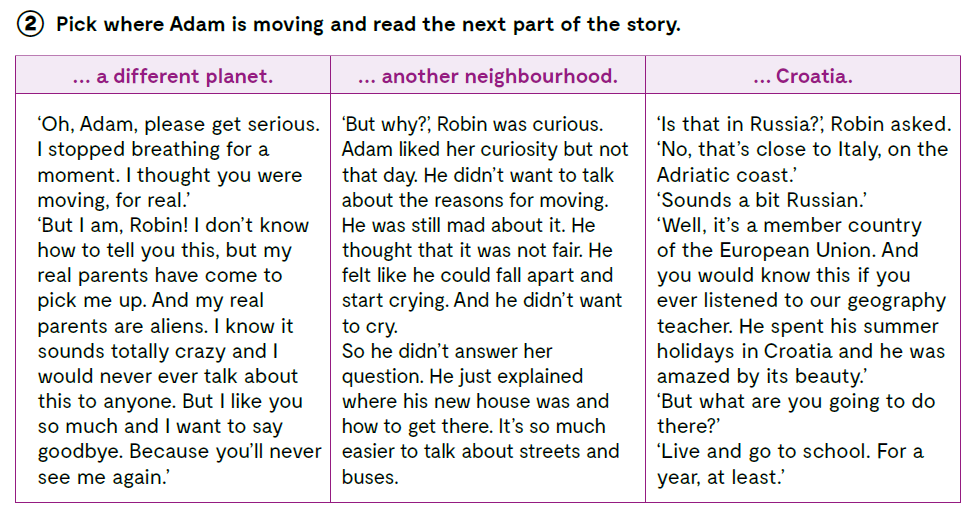 2 Pick where Adam is moving and read the next part of the story.
... a different planet.
‘Oh, Adam, please get serious.
I stopped breathing for a
moment. I thought you were
moving, for real.’
‘But I am, Robin! I don’t know
how to tell you this, but my
real parents have come to
pick me up. And my real
parents are aliens. I know it
sounds totally crazy and I
would never ever talk about
this to anyone. But I like you
so much and I want to say
goodbye. Because you’ll never
see me again.’
... another neighbourhood.
‘But why?’, Robin was curious.
Adam liked her curiosity but not
that day. He didn’t want to talk
about the reasons for moving.
He was still mad about it. He
thought that it was not fair. He
felt like he could fall apart and
start crying. And he didn’t want
to cry.
So he didn’t answer her
question. He just explained
where his new house was and
how to get there. It’s so much
easier to talk about streets and
buses.
... Croatia.
‘Is that in Russia?’, Robin asked.
‘No, that’s close to Italy, on the
Adriatic coast.’
‘Sounds a bit Russian.’
‘Well, it’s a member country
of the European Union. And
you would know this if you
ever listened to our geography
teacher. He spent his summer
holidays in Croatia and he was
amazed by its beauty.’
‘But what are you going to do
there?’
‘Live and go to school. For a
year, at least.’